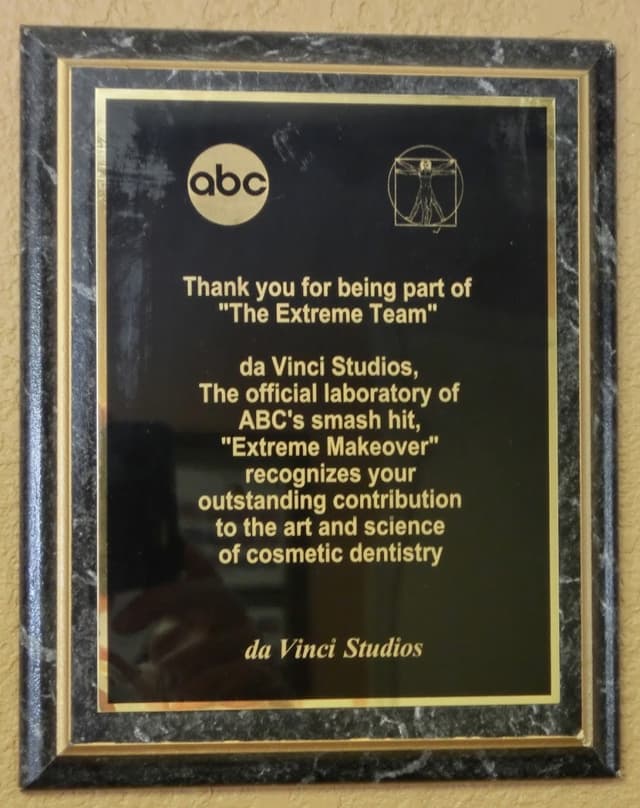 abc
Thank you for being part of
"The Extreme Team"
da Vinci Studios,
The official laboratory of
ABC's smash hit,
"Extreme Makeover"
recognizes your
outstanding contribution
to the art and science
of cosmetic dentistry
da Vinci Studios